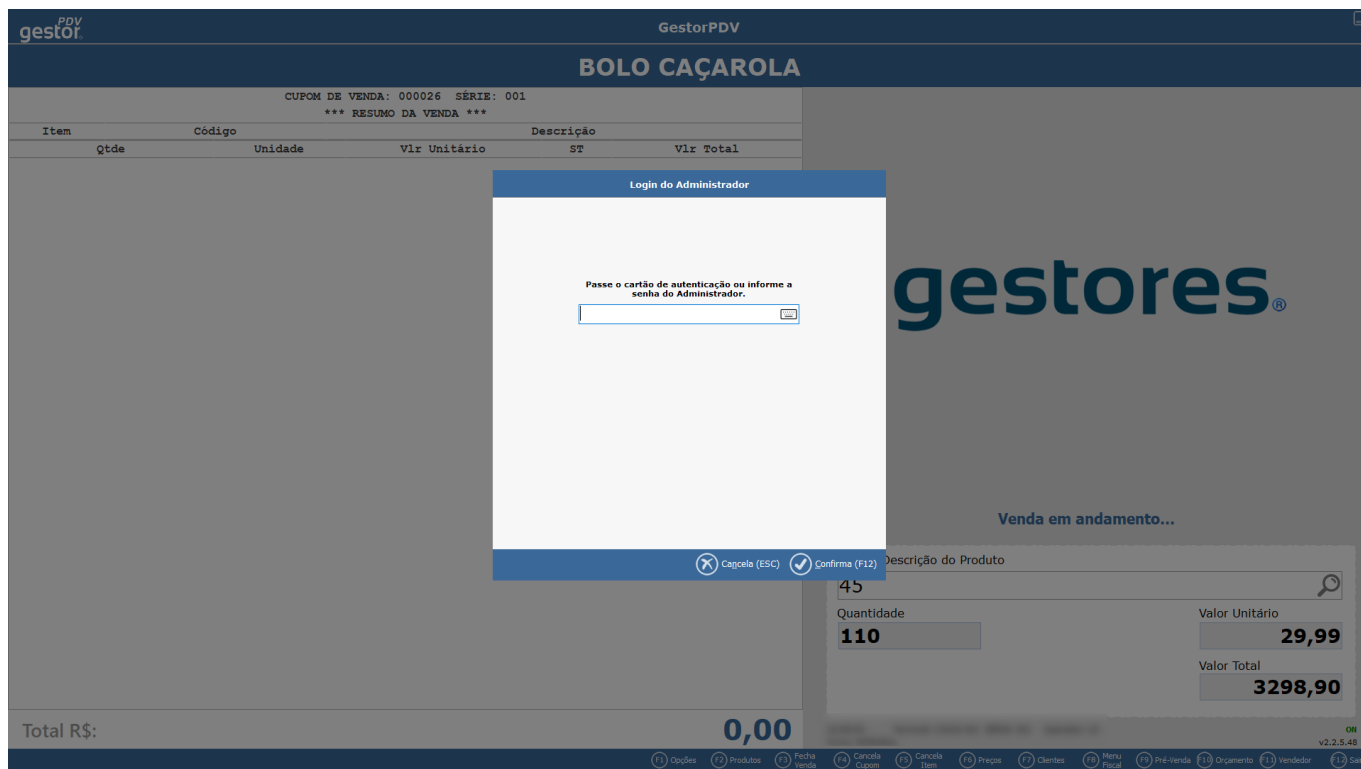 gestor PDV
GestorPDV
BOLO CAÇAROLA
CUPOM DE VENDA: 000026 SÉRIE: 001
*** RESUMO DA VENDA ***
Item Código Descrição
Qtde Unidade Vlr Unitário ST Vlr Total
Login do Administrador
Passe o cartão de autenticação ou informe a
senha do Administrador.
Cancela (ESC) Confirma (F12)
gestores®
Venda em andamento...
Descrição do Produto
45
Quantidade Valor Unitário
110 29,99
Valor Total
3298,90
Total R$: 0,00
ON
v2.2.5.48
F1 Opções F2 Produtos F3 Fecha Venda F4 Cancela Cupom F5 Cancela Item F6 Preços F7 Clientes F8 Menu Fiscal F9 Pré-Venda F10 Orçamento F11 Vendedor F12